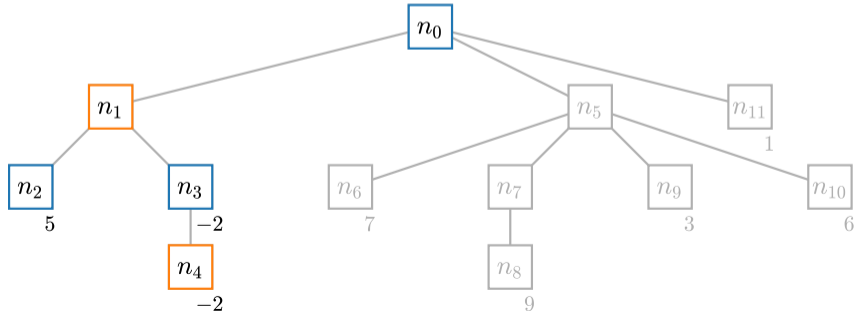 n₀
n₁ n₅ n₁₁
1
n₂ n₃ n₆ n₇ n₉ n₁₀
5 −2 7 3 6
n₄ n₈
−2 9